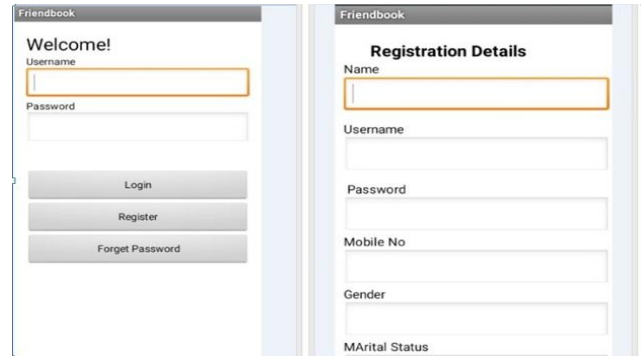 Friendbook
Welcome!
Username
Password
Login
Register
Forget Password
Friendbook
Registration Details
Name
Username
Password
Mobile No
Gender
MArital Status